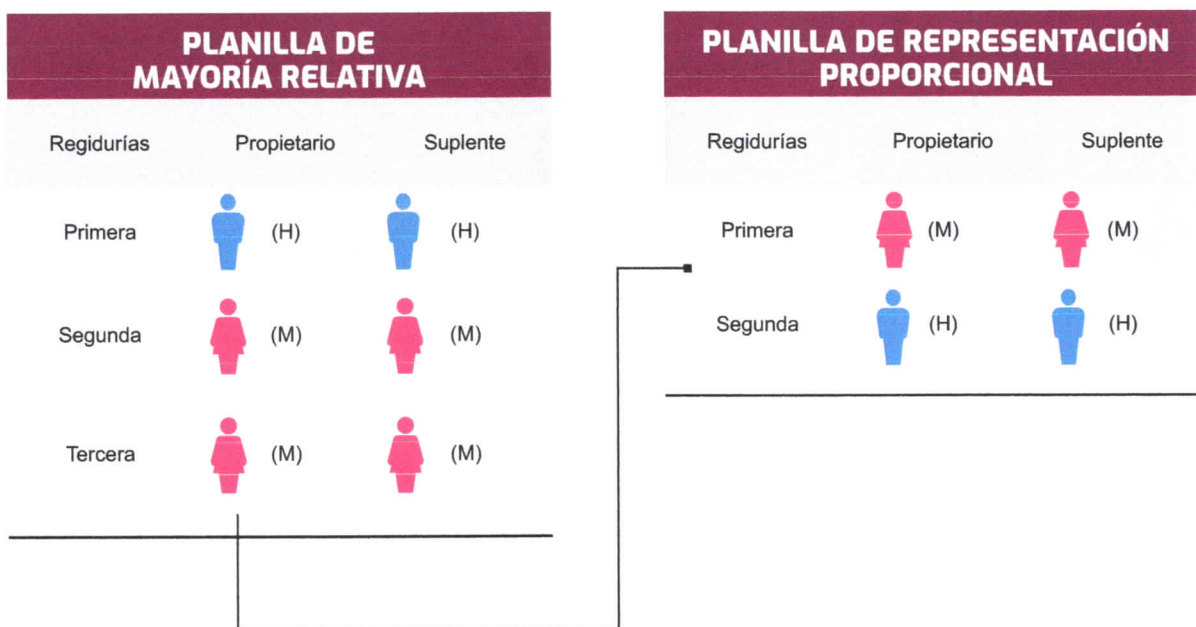 PLANILLA DE
MAYORÍA RELATIVA
Regidurías Propietario Suplente
Primera (H) (H)
Segunda (M) (M)
Tercera (M) (M)
PLANILLA DE REPRESENTACIÓN
PROPORCIONAL
Regidurías Propietario Suplente
Primera (M) (M)
Segunda (H) (H)